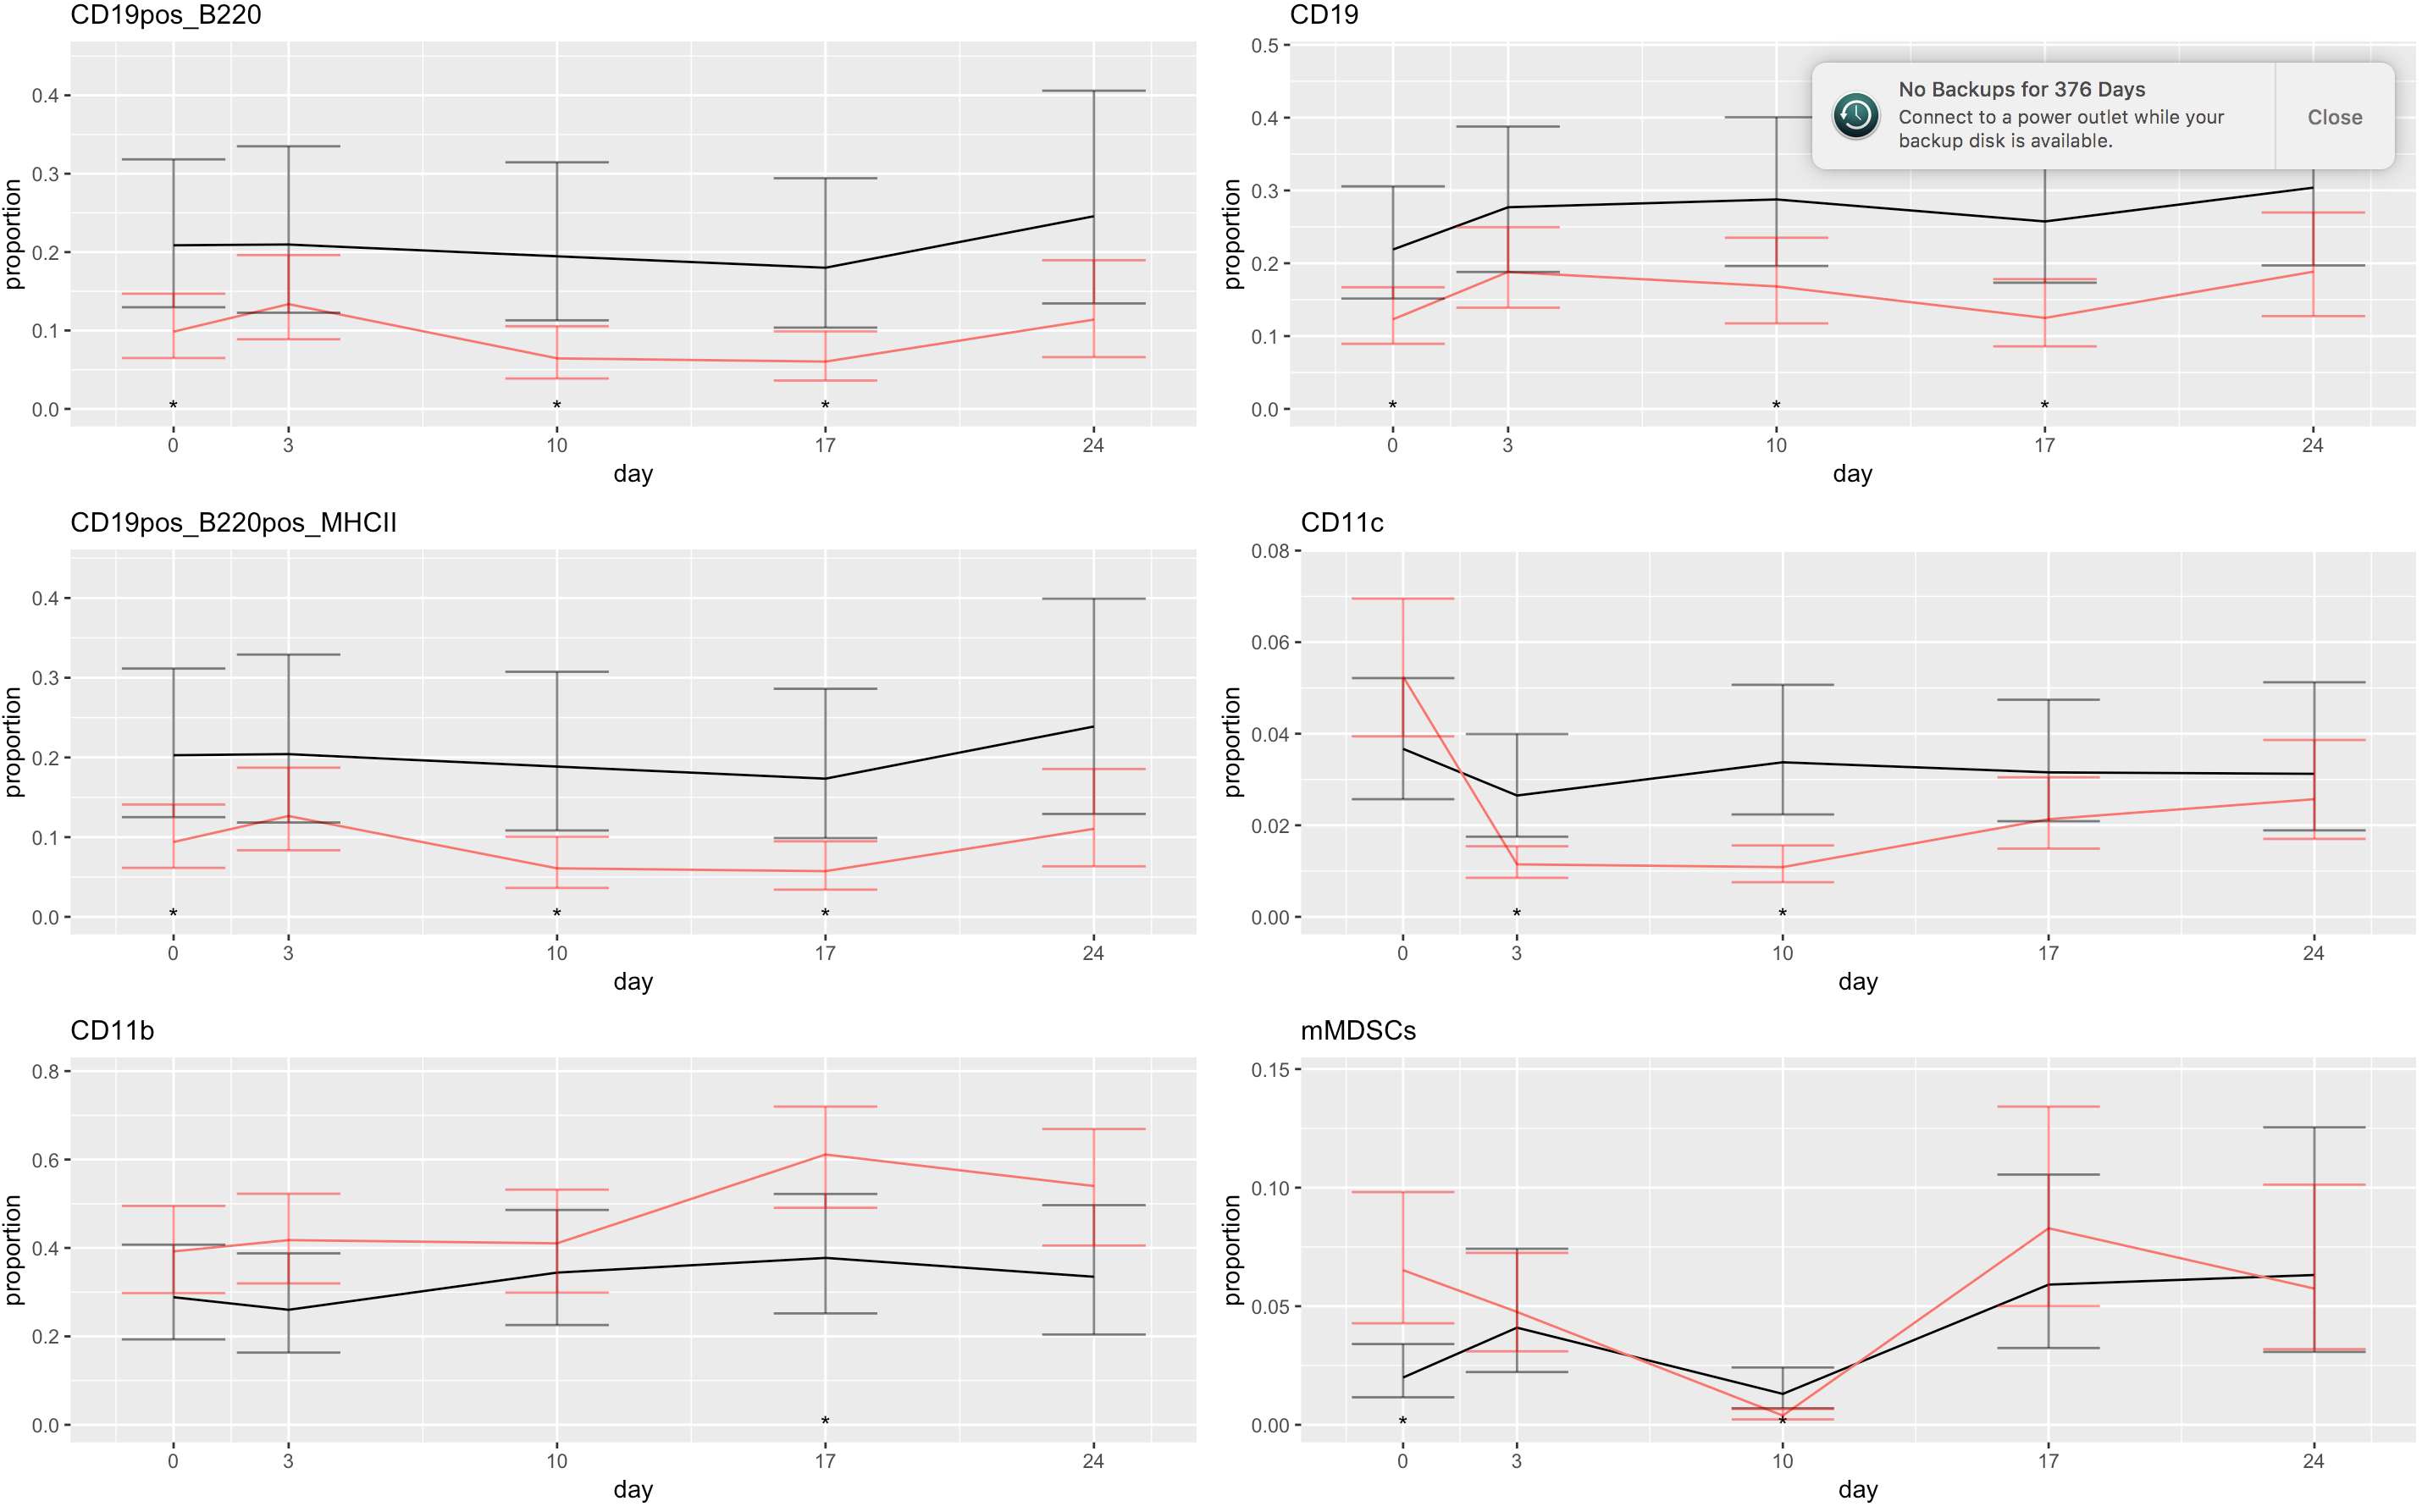 CD19pos_B220
proportion
0.4
0.3
0.2
0.1
0.0
* * *
0 3 10 17 24
day
CD19
proportion
0.5
0.4
0.3
0.2
0.1
0.0
No Backups for 376 Days
Connect to a power outlet while your
backup disk is available.
Close
* * *
0 3 10 17 24
day
CD19pos_B220pos_MHCII
proportion
0.4
0.3
0.2
0.1
0.0
* * *
0 3 10 17 24
day
CD11c
proportion
0.08
0.06
0.04
0.02
0.00
* *
0 3 10 17 24
day
CD11b
proportion
0.8
0.6
0.4
0.2
0.0
*
0 3 10 17 24
day
mMDSCs
proportion
0.15
0.10
0.05
0.00
* *
0 3 10 17 24
day